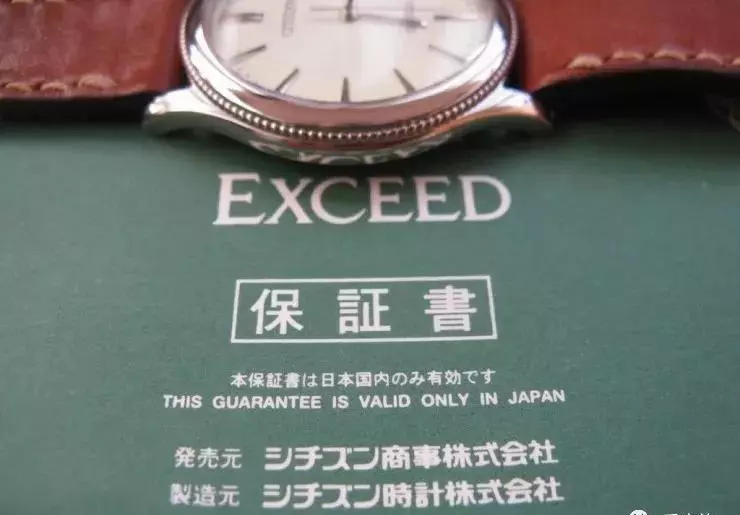 CITIZEN
EXCEED
保証書
本保証書は日本国内のみ有効です
THIS GUARANTEE IS VALID ONLY IN JAPAN
発売元 シチズン商事株式会社
製造元 シチズン時計株式会社